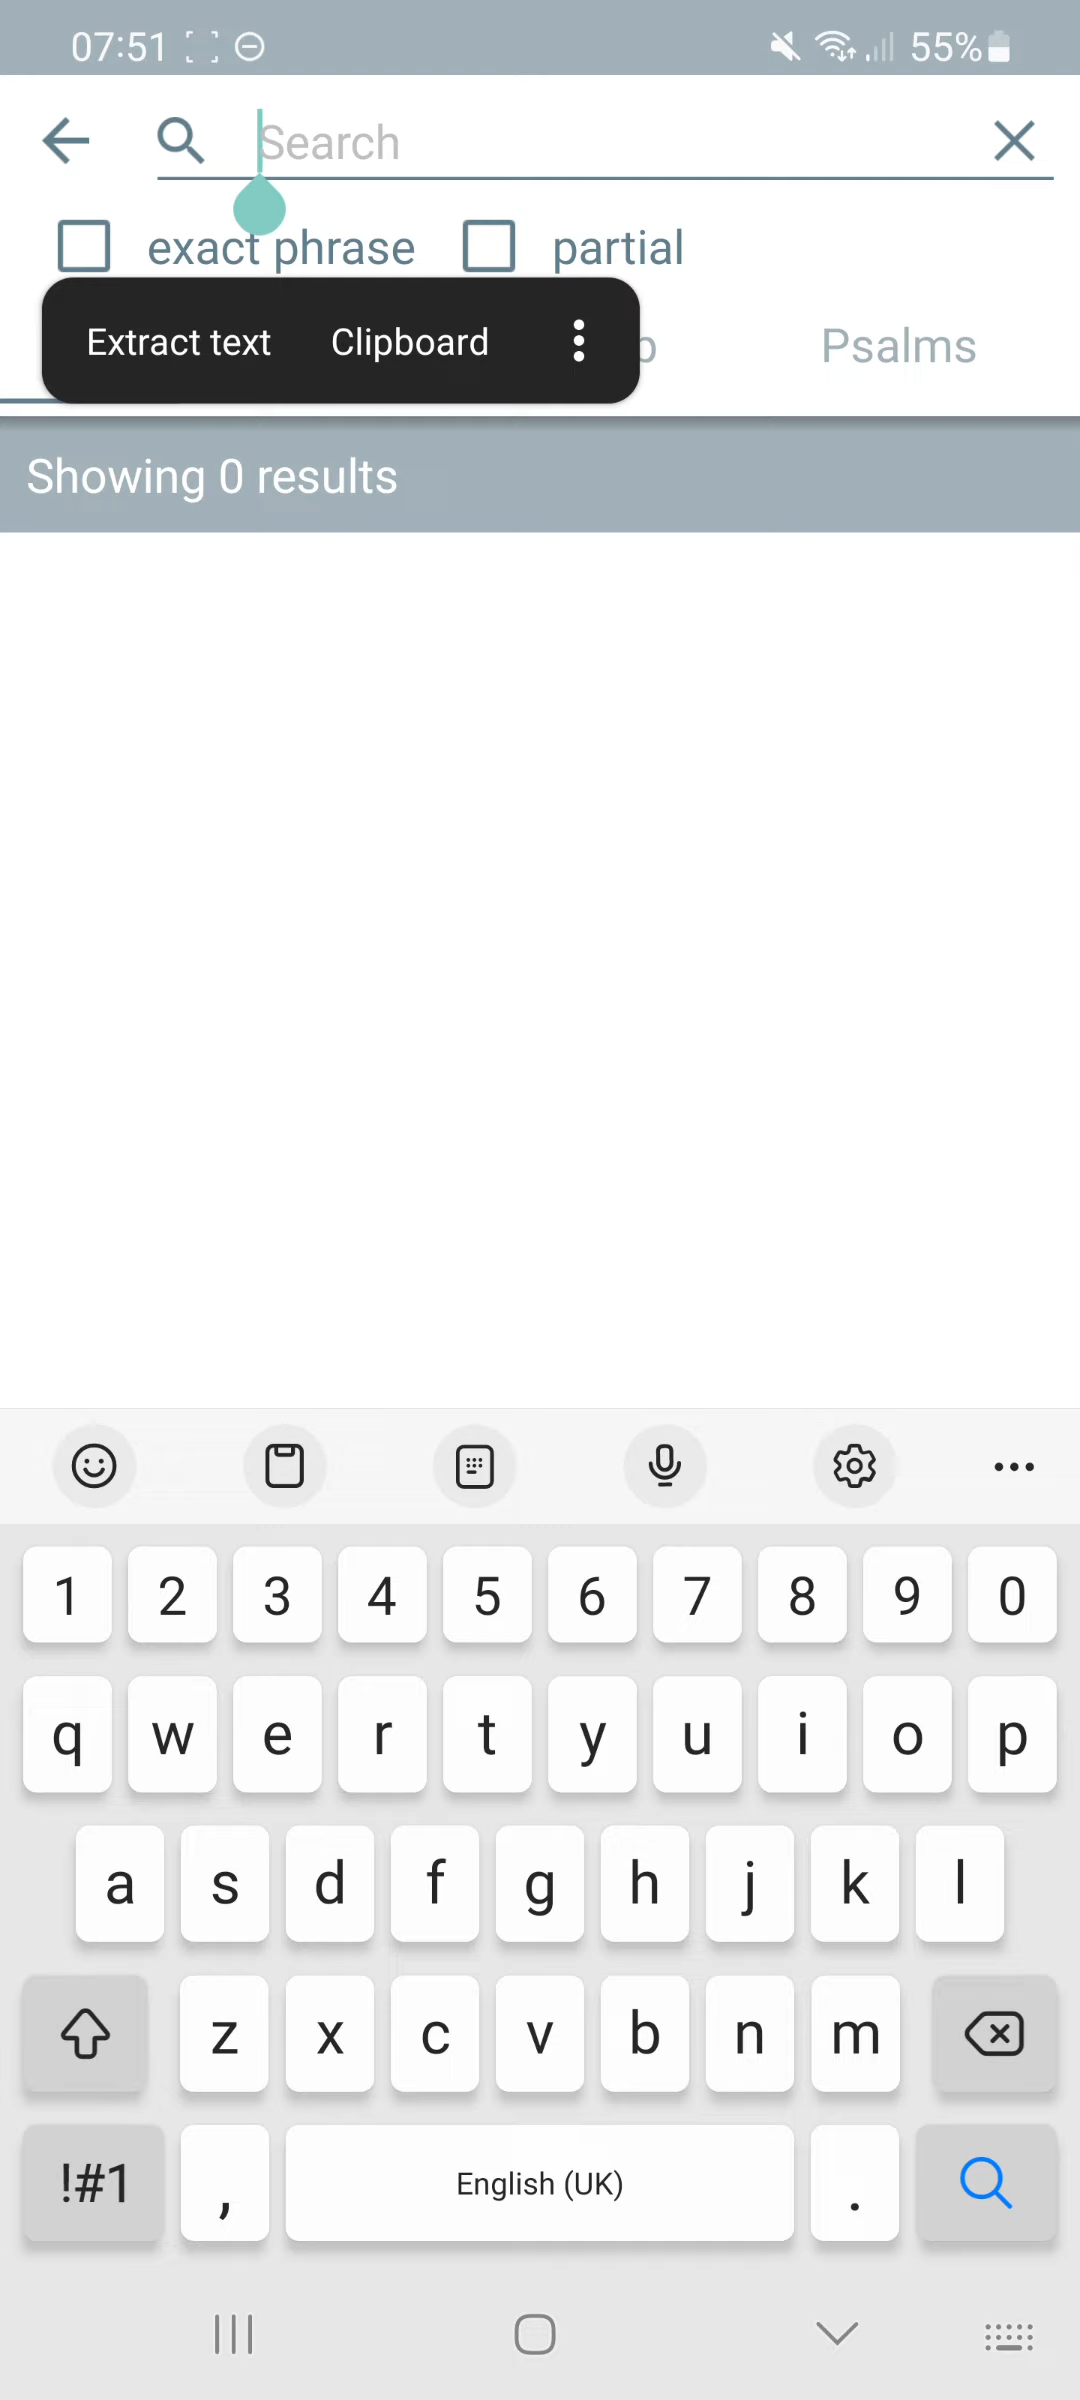 07:51 55%
Search
exact phrase partial
Extract text Clipboard
Psalms
Showing 0 results
1 2 3 4 5 6 7 8 9 0
q w e r t y u i o p
a s d f g h j k l
z x c v b n m
!#1 , English (UK) .